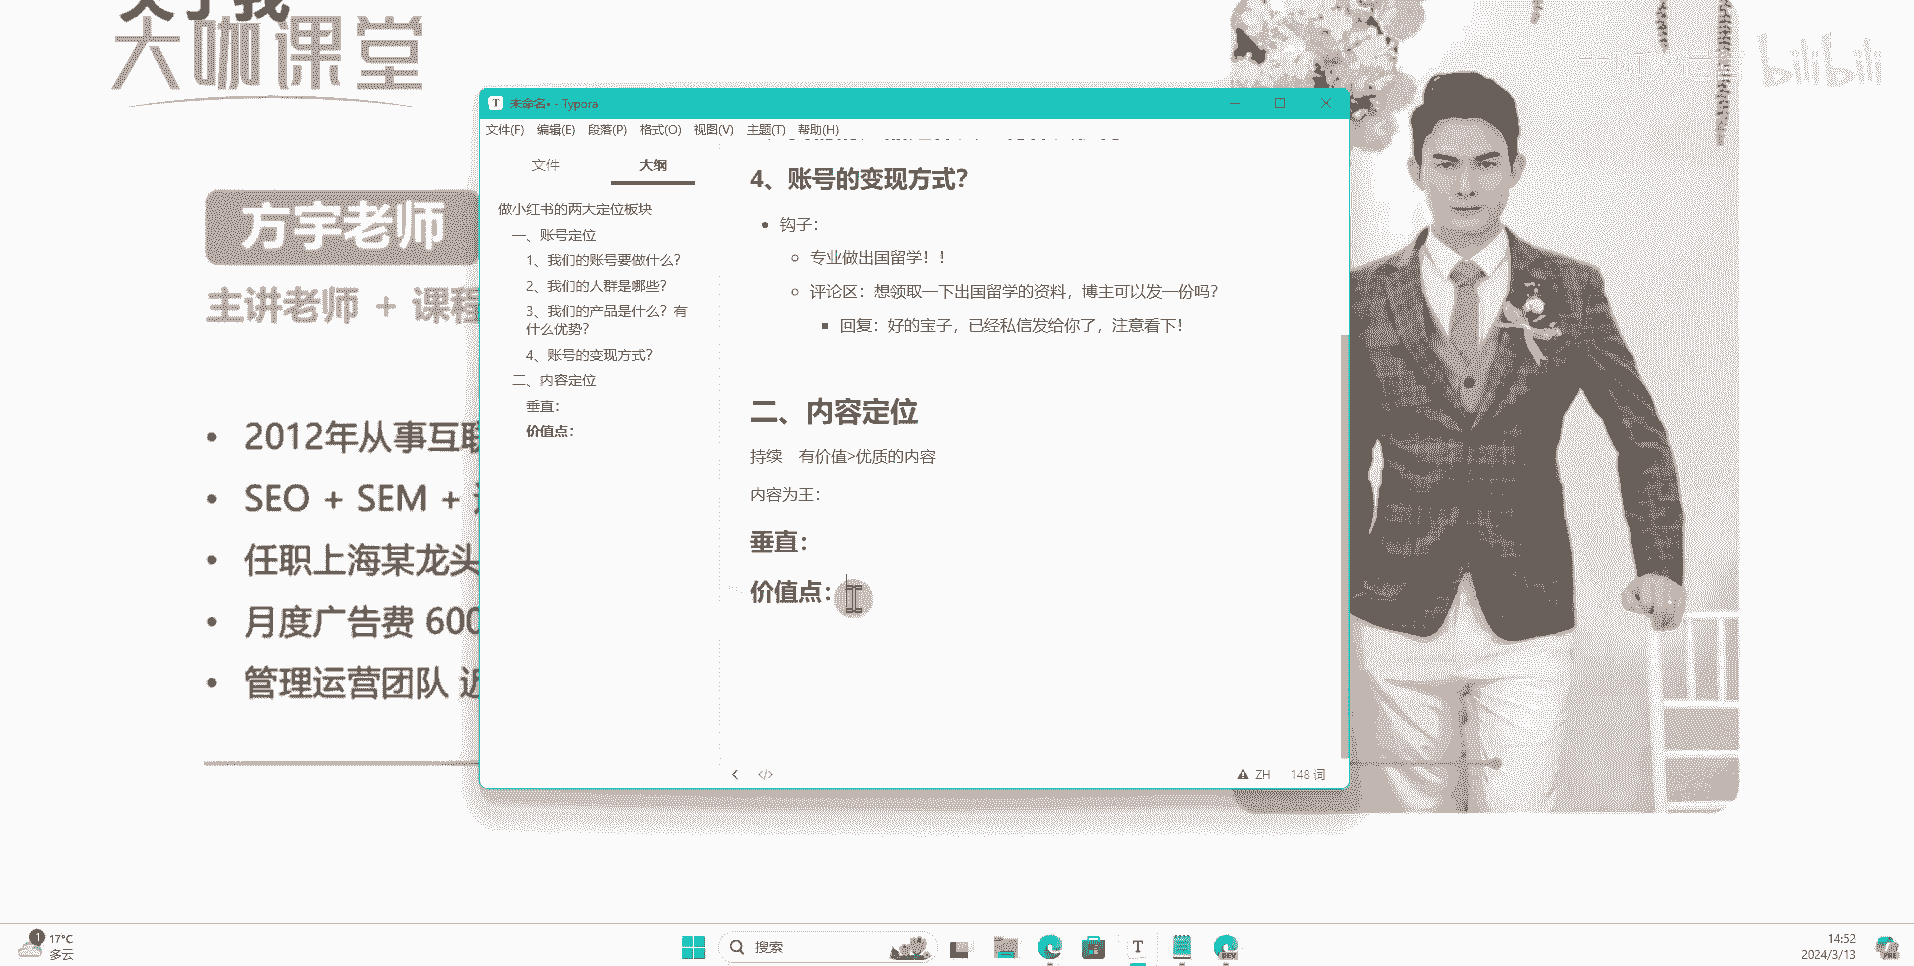 关于我
大咖课堂
bilibili
方宇老师
主讲老师 + 课程
• 2012年从事互联
• SEO + SEM +
• 任职上海某龙头
• 月度广告费 600
• 管理运营团队 近
未命名• - Typora
文件(F) 编辑(E) 段落(P) 格式(O) 视图(V) 主题(T) 帮助(H)
文件 大纲
做小红书的两大定位板块
一、账号定位
1、我们的账号要做什么?
2、我们的人群是哪些?
3、我们的产品是什么? 有
什么优势?
4、账号的变现方式?
二、内容定位
垂直:
价值点:
4、账号的变现方式?
• 钩子:
专业做出国留学! !
评论区: 想领取一下出国留学的资料, 博主可以发一份吗?
回复: 好的宝子, 已经私信发给你了, 注意看下!
二、内容定位
持续 有价值>优质的内容
内容为王:
垂直:
价值点:
</> ZH 148 词
1 17°C
多云
搜索
T
DEV
14:52
2024/3/13
PRE